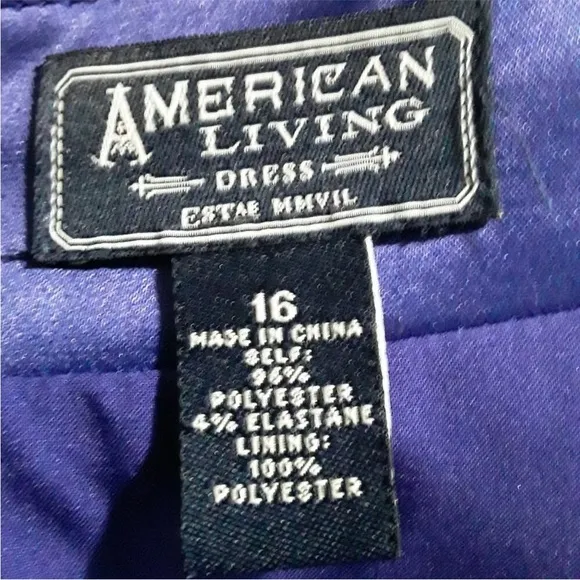 AMERICAN
LIVING
DRESS
ESTAB MMVII
16
MADE IN CHINA
SELF:
96%
POLYESTER
4% ELASTANE
LINING:
100%
POLYESTER